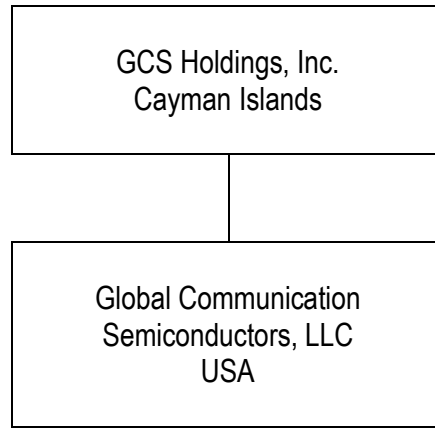 GCS Holdings, Inc.
Cayman Islands
Global Communication
Semiconductors, LLC
USA